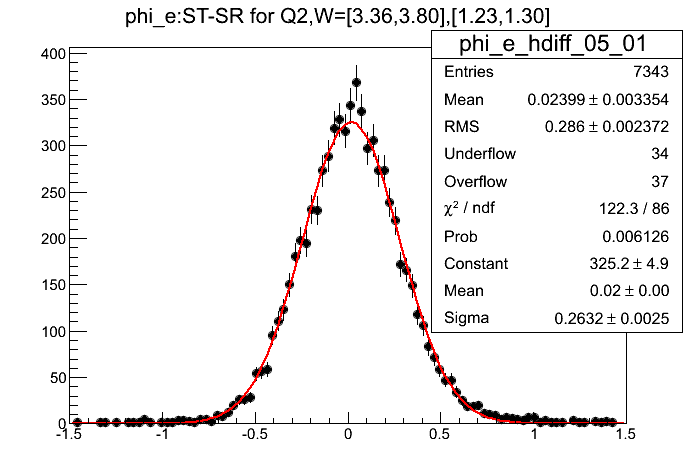 phi_e:ST-SR for Q2,W=[3.36,3.80],[1.23,1.30]
phi_e_hdiff_05_01
Entries 7343
Mean 0.02399 ± 0.003354
RMS 0.286 ± 0.002372
Underflow 34
Overflow 37
χ² / ndf 122.3 / 86
Prob 0.006126
Constant 325.2 ± 4.9
Mean 0.02 ± 0.00
Sigma 0.2632 ± 0.0025
400
350
300
250
200
150
100
50
0
-1.5 -1 -0.5 0 0.5 1 1.5